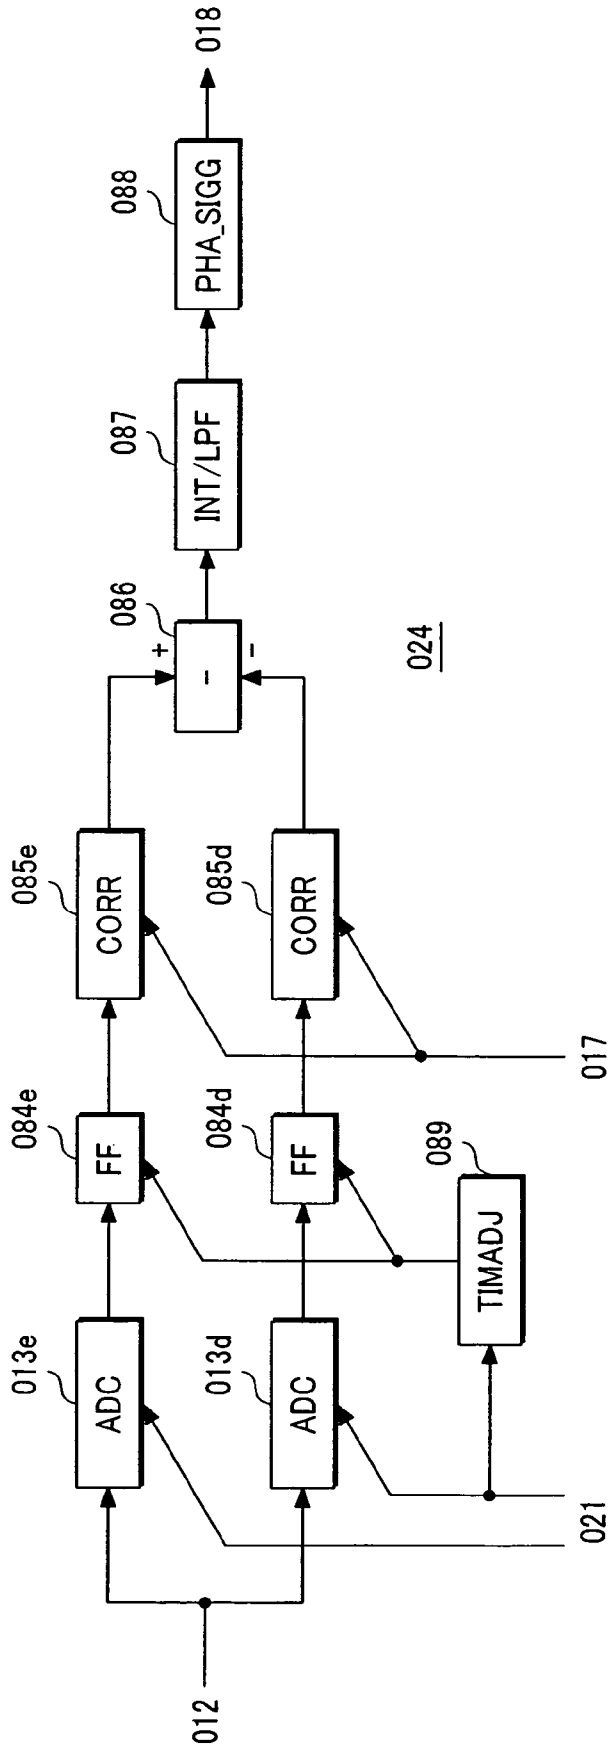 012
013e
ADC
084e
FF
085e
CORR
013d
ADC
084d
FF
085d
CORR
+
-
-
086
087
INT/LPF
088
PHA_SIGG
018
089
TIMADJ
021
017
024